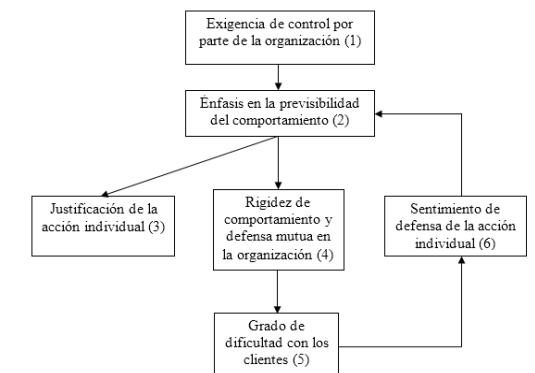 Exigencia de control por
parte de la organización (1)
Énfasis en la previsibilidad
del comportamiento (2)
Justificación de la
acción individual (3)
Rigidez de
comportamiento y
defensa mutua en
la organización (4)
Sentimiento de
defensa de la acción
individual (6)
Grado de
dificultad con los
clientes (5)